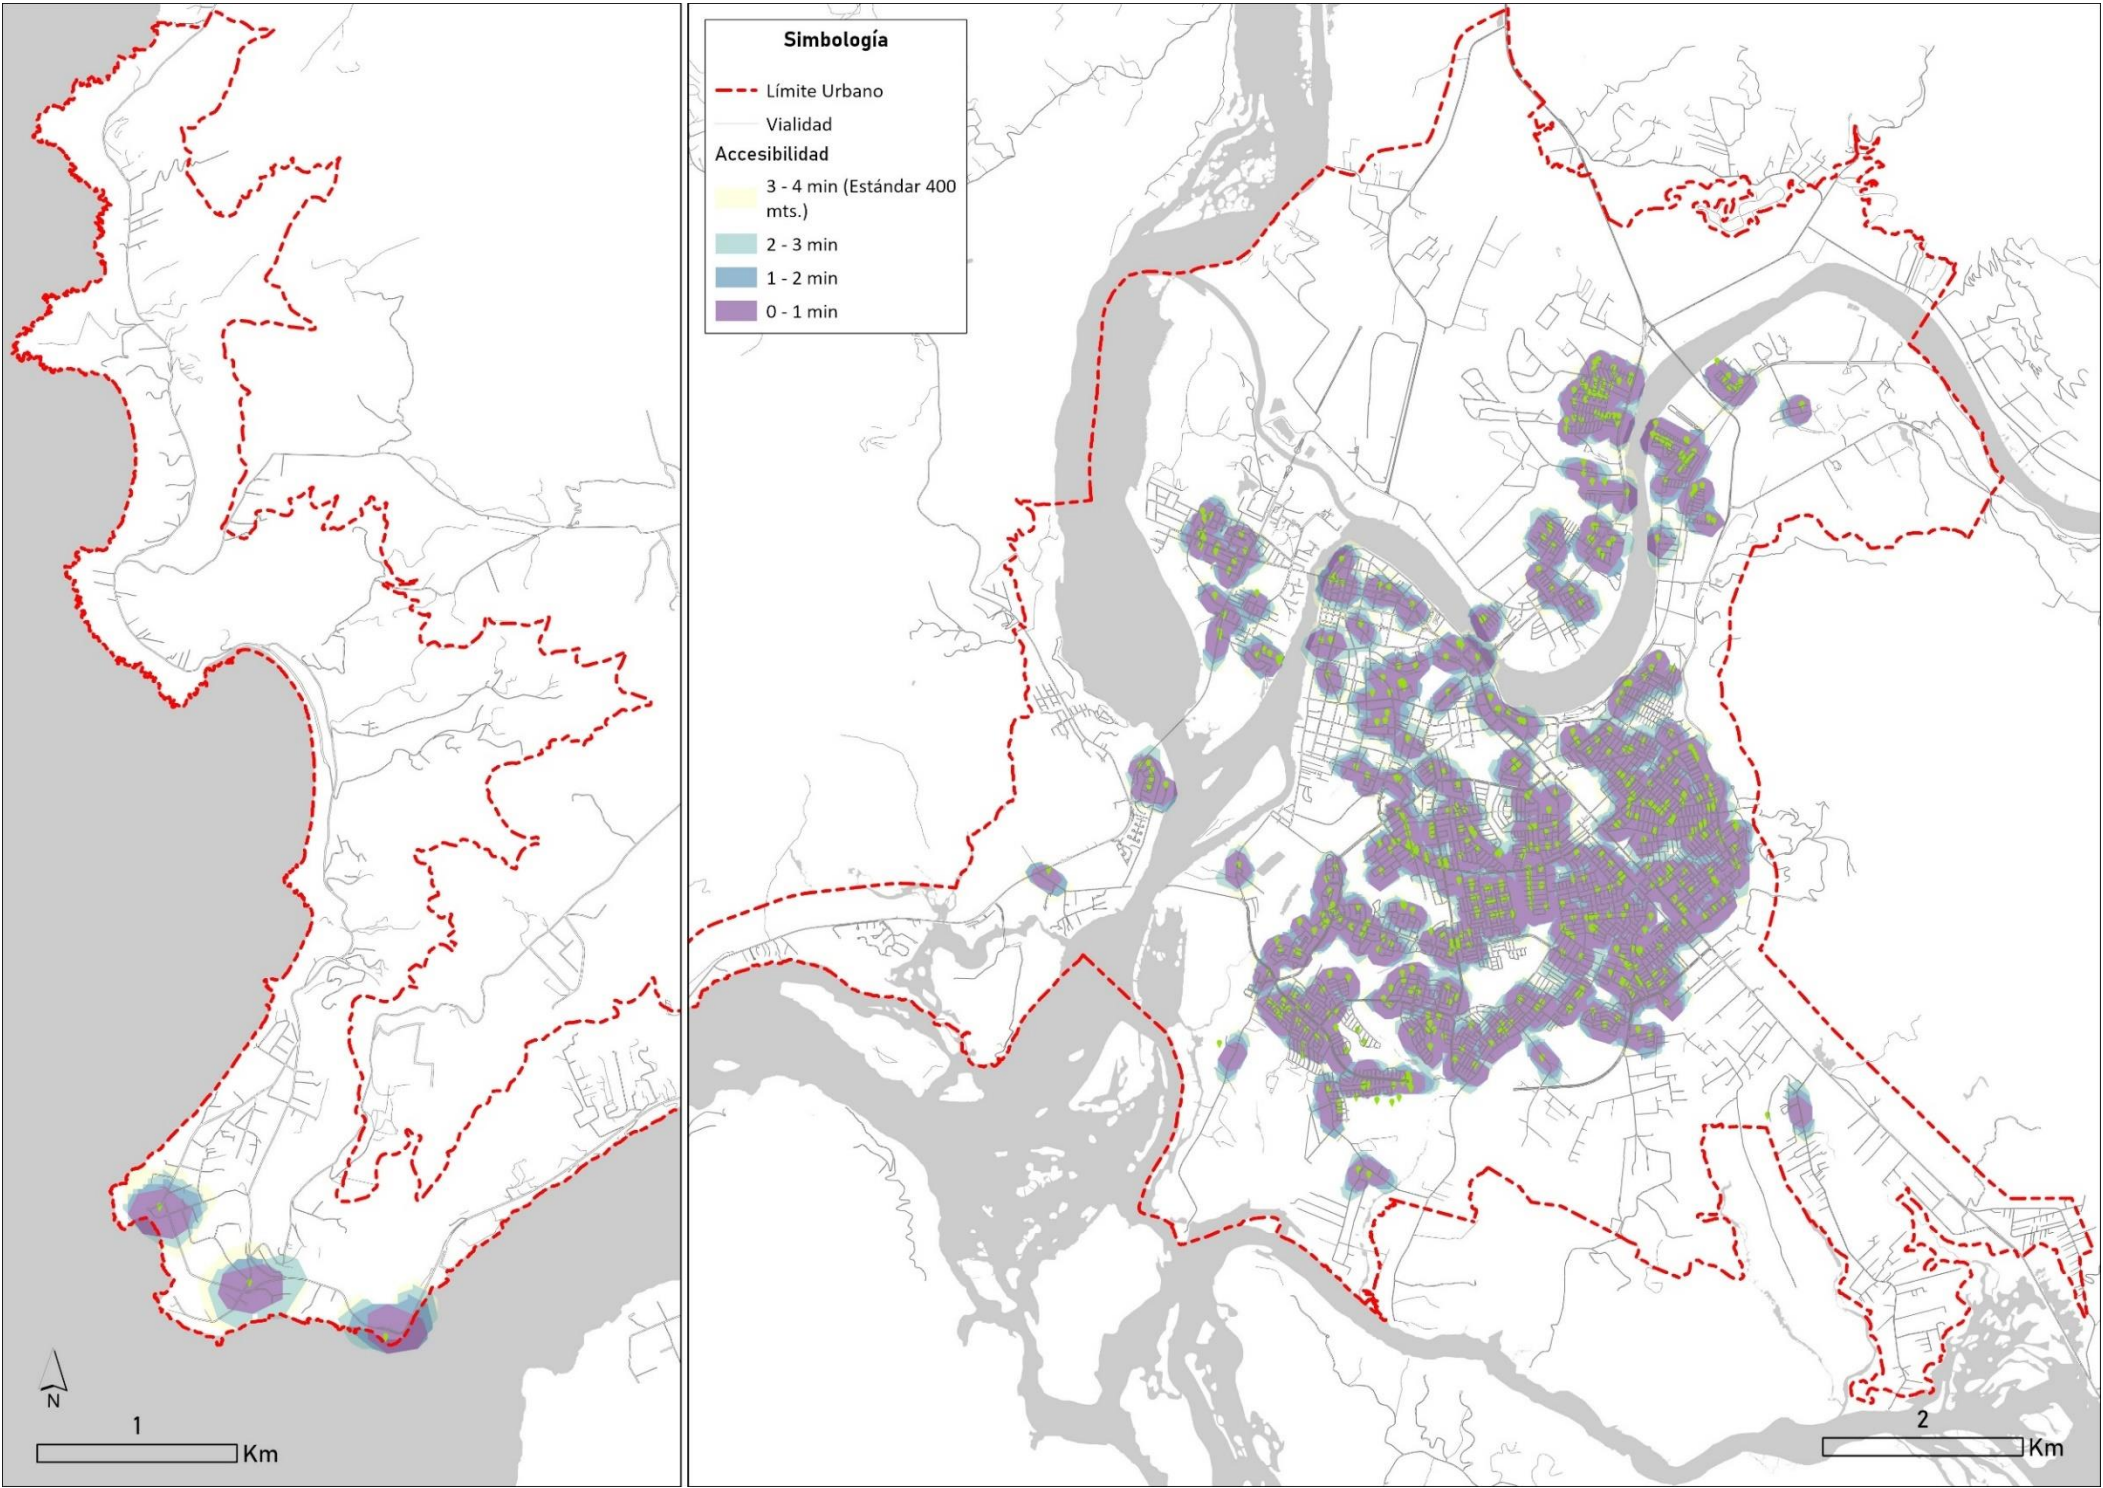 Simbología
Límite Urbano
Vialidad
Accesibilidad
3 - 4 min (Estándar 400
mts.)
2 - 3 min
1 - 2 min
0 - 1 min
N
1
Km
2
Km